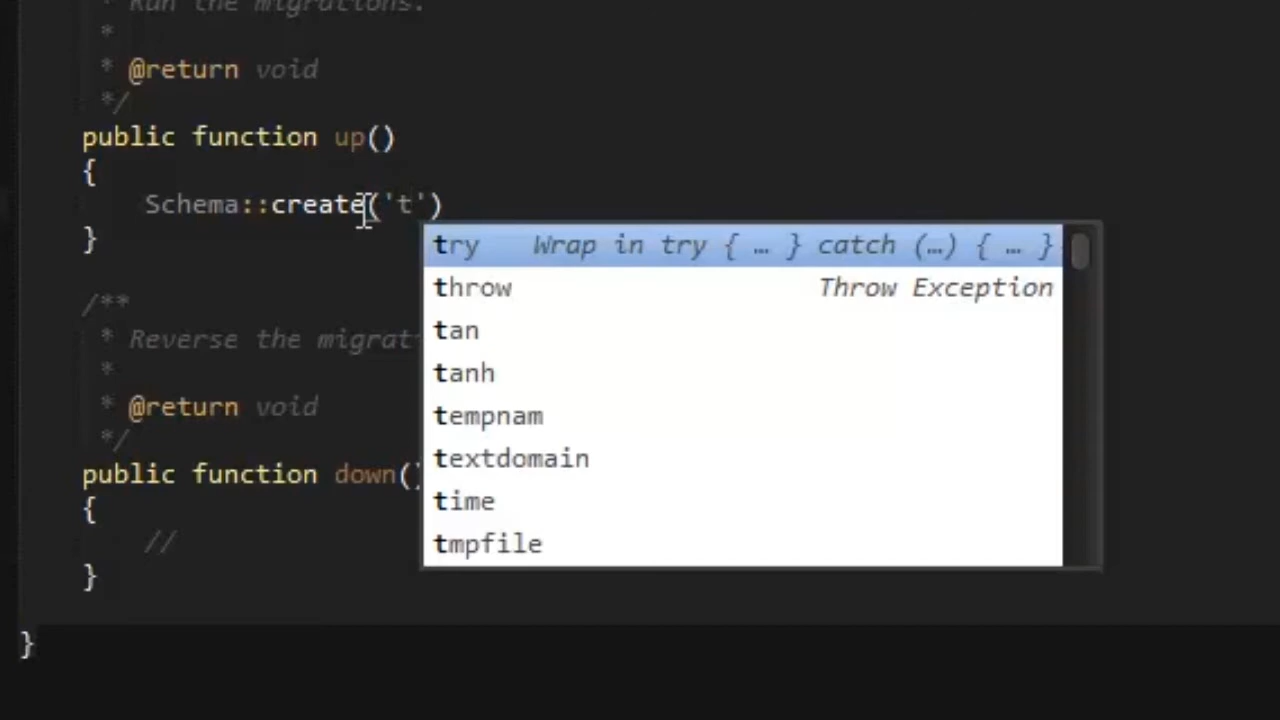 * Run the migrations.
*
* @return void
*/
public function up()
{
Schema::create('t')
}
try Wrap in try { … } catch (…) { … }
throw Throw Exception
tan
tanh
tempnam
textdomain
time
tmpfile
/**
* Reverse the
*
* @return void
*/
public function down()
{
//
}
}